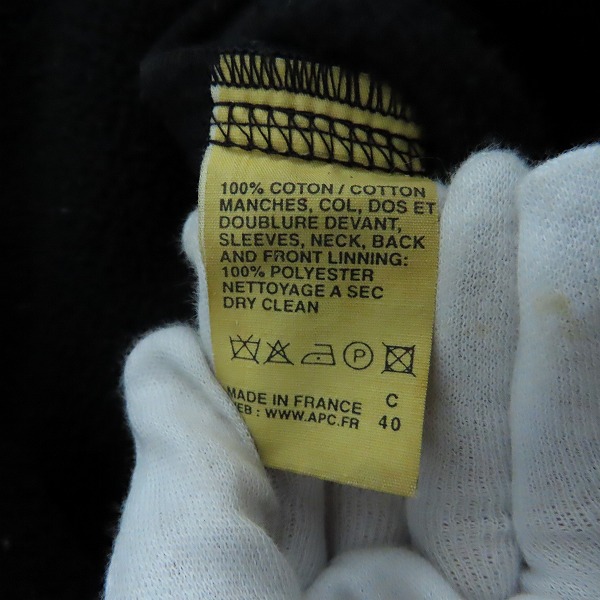 100% COTON / COTTON
MANCHES, COL, DOS ET
DOUBLURE DEVANT,
SLEEVES, NECK, BACK
AND FRONT LINNING:
100% POLYESTER
NETTOYAGE A SEC
DRY CLEAN
P
MADE IN FRANCE C
WEB : WWW.APC.FR 40